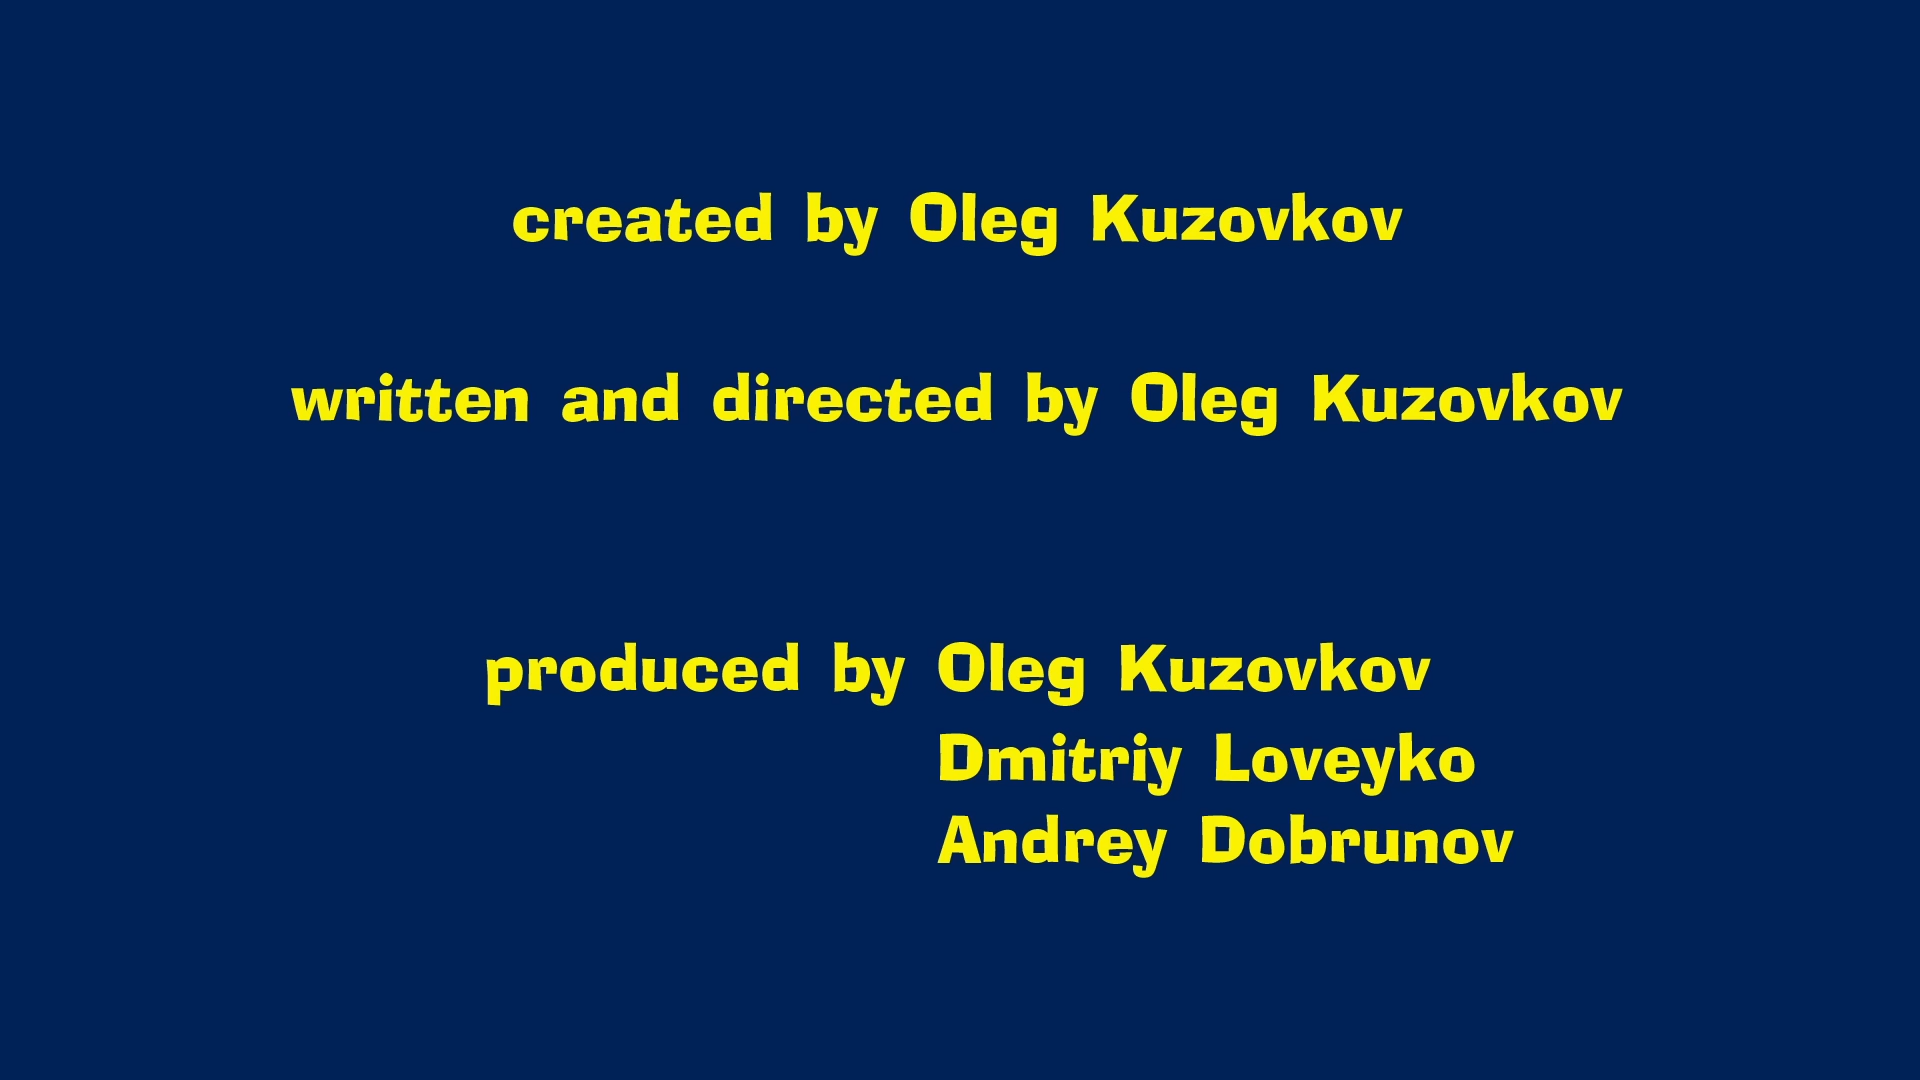 created by Oleg Kuzovkov
written and directed by Oleg Kuzovkov
produced by Oleg Kuzovkov
Dmitriy Loveyko
Andrey Dobrunov